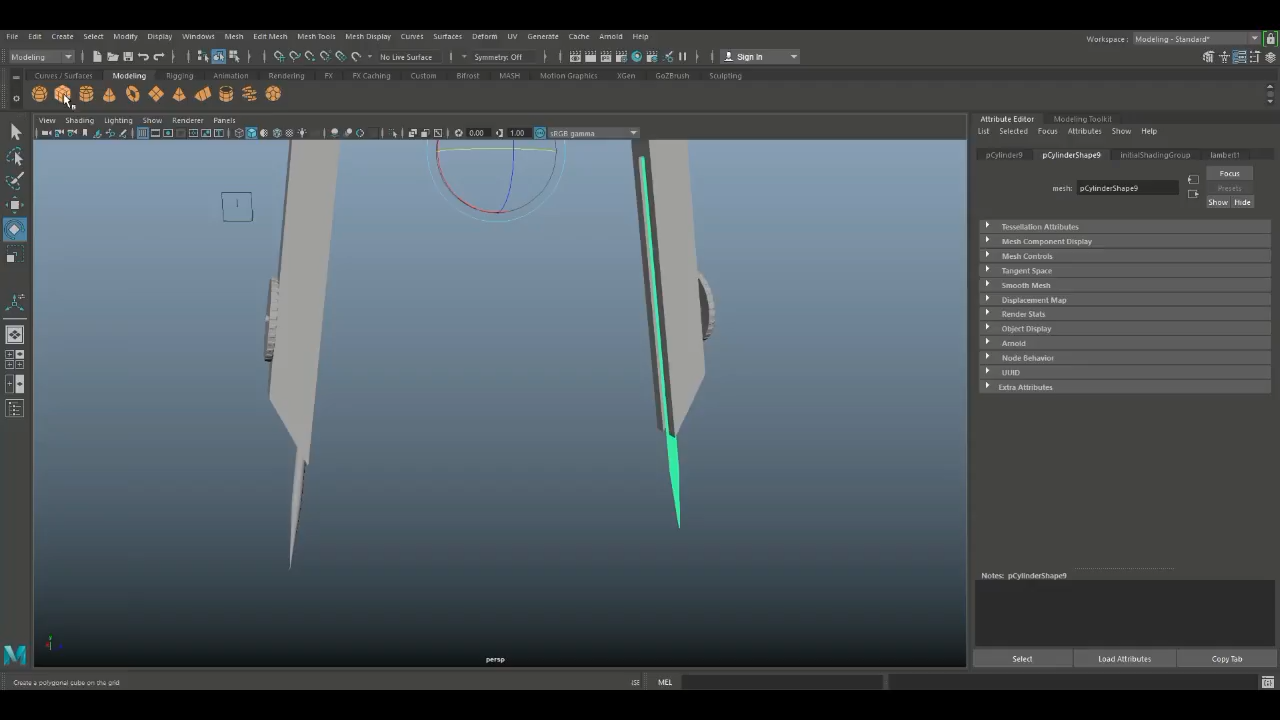 File Edit Create Select Modify Display Windows Mesh Edit Mesh Mesh Tools Mesh Display Curves Surfaces Deform UV Generate Cache Arnold Help
Workspace: Modeling - Standard*
Modeling
No Live Surface
Symmetry: Off
Sign In
Curves / Surfaces Modeling Rigging Animation Rendering FX FX Caching Custom Bifrost MASH Motion Graphics XGen GoZBrush Sculpting
View Shading Lighting Show Renderer Panels
Attribute Editor Modeling Toolkit
List Selected Focus Attributes Show Help
0.00 1.00 sRGB gamma
pCylinder9 pCylinderShape9 initialShadingGroup lambert1
Focus
mesh: pCylinderShape9
Presets
Show Hide
Tessellation Attributes
Mesh Component Display
Mesh Controls
Tangent Space
Smooth Mesh
Displacement Map
Render Stats
Object Display
Arnold
Node Behavior
UUID
Extra Attributes
Notes: pCylinderShape9
persp
Select Load Attributes Copy Tab
Create a polygonal cube on the grid
MEL